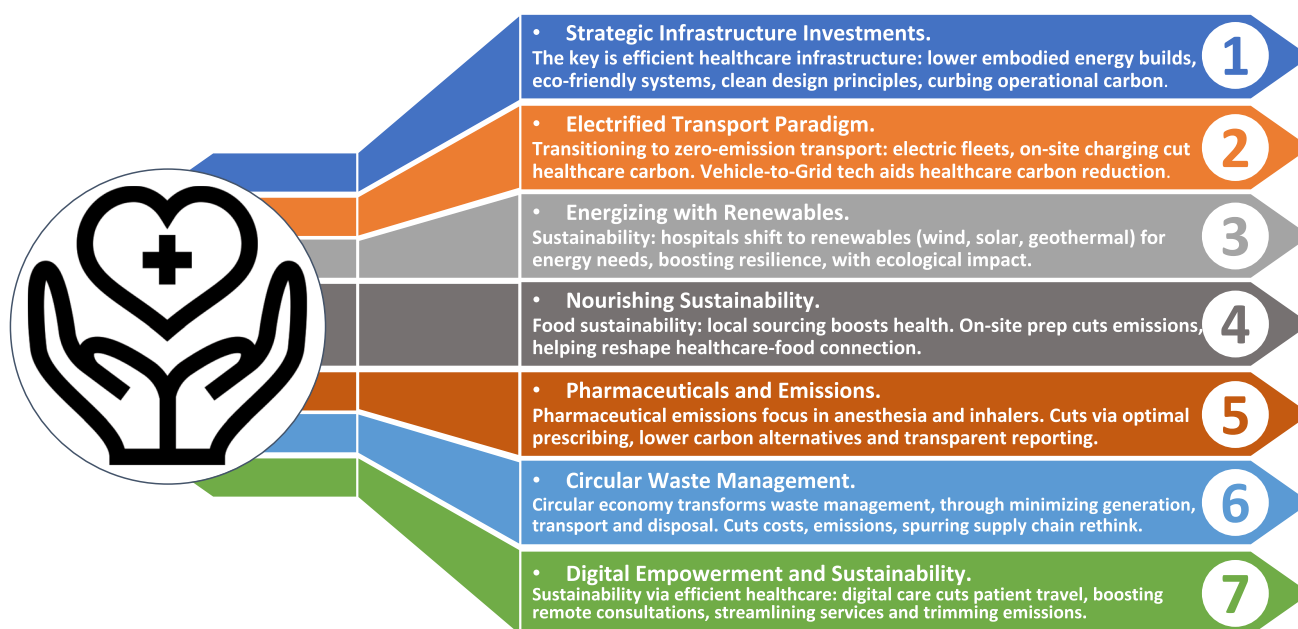 • Strategic Infrastructure Investments.
The key is efficient healthcare infrastructure: lower embodied energy builds,
eco-friendly systems, clean design principles, curbing operational carbon.
1
• Electrified Transport Paradigm.
Transitioning to zero-emission transport: electric fleets, on-site charging cut
healthcare carbon. Vehicle-to-Grid tech aids healthcare carbon reduction.
2
• Energizing with Renewables.
Sustainability: hospitals shift to renewables (wind, solar, geothermal) for
energy needs, boosting resilience, with ecological impact.
3
• Nourishing Sustainability.
Food sustainability: local sourcing boosts health. On-site prep cuts emissions,
helping reshape healthcare-food connection.
4
• Pharmaceuticals and Emissions.
Pharmaceutical emissions focus in anesthesia and inhalers. Cuts via optimal
prescribing, lower carbon alternatives and transparent reporting.
5
• Circular Waste Management.
Circular economy transforms waste management, through minimizing generation,
transport and disposal. Cuts costs, emissions, spurring supply chain rethink.
6
• Digital Empowerment and Sustainability.
Sustainability via efficient healthcare: digital care cuts patient travel, boosting
remote consultations, streamlining services and trimming emissions.
7